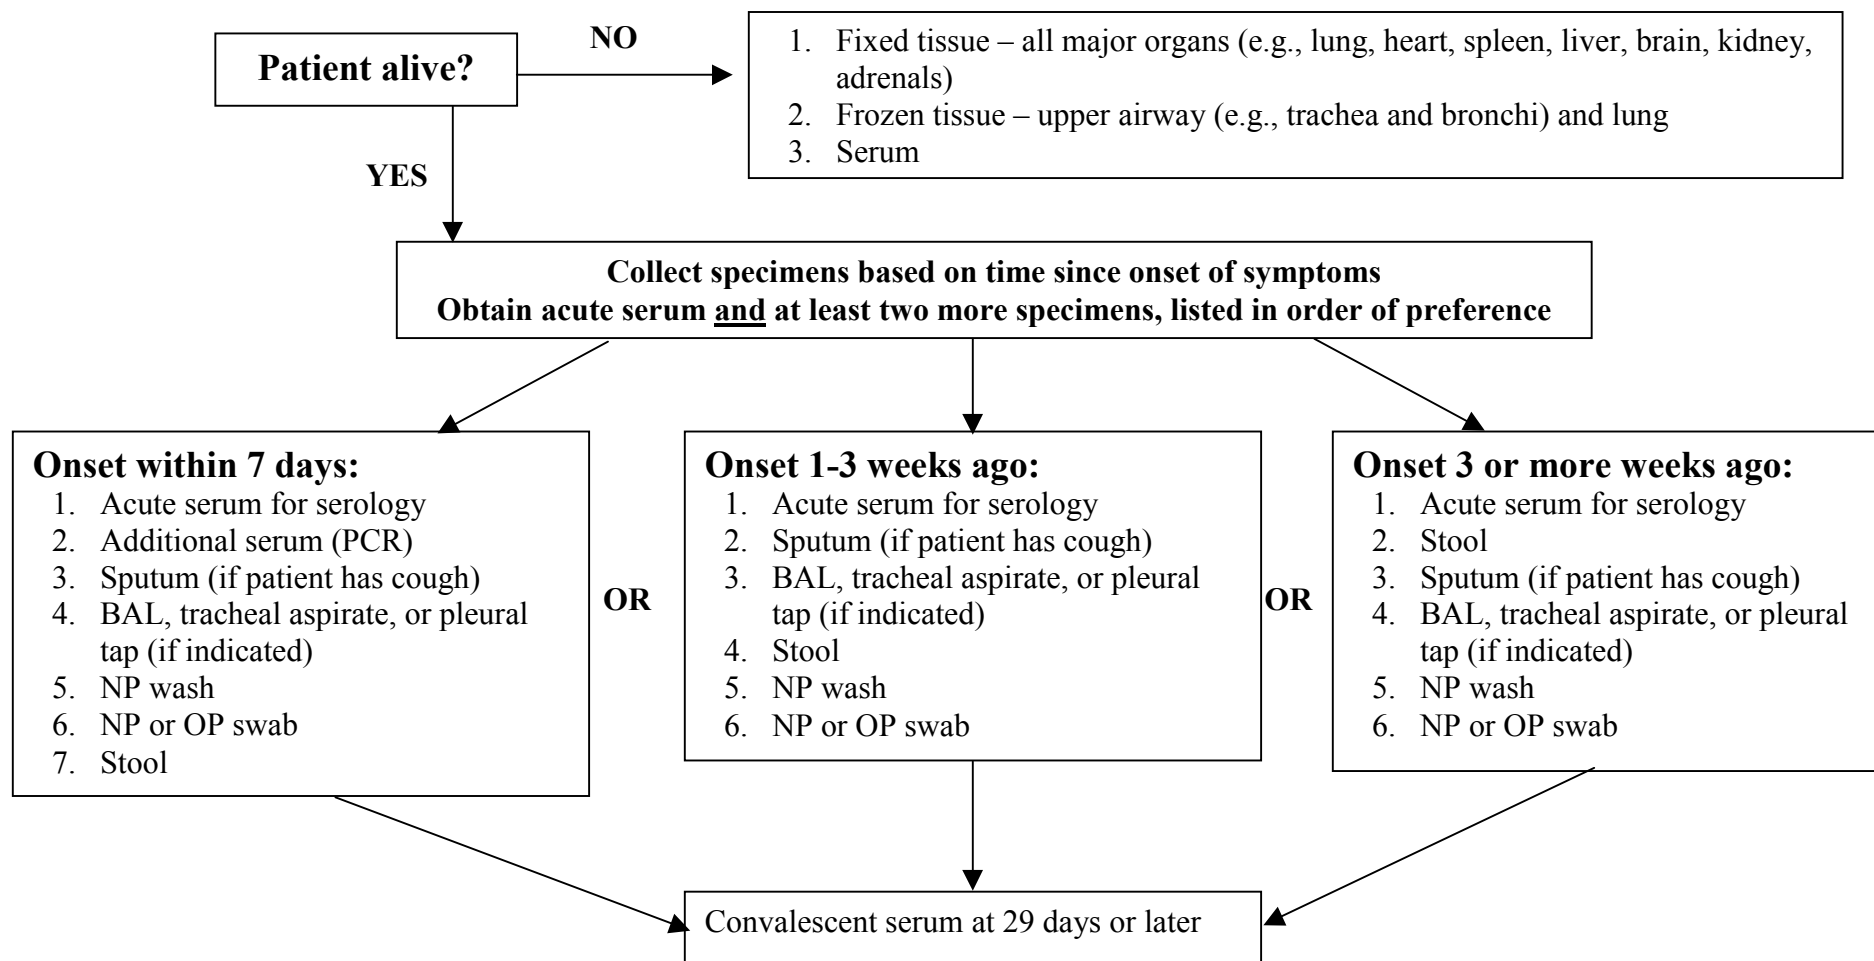 Patient alive?
NO
1. Fixed tissue – all major organs (e.g., lung, heart, spleen, liver, brain, kidney,
adrenals)
2. Frozen tissue – upper airway (e.g., trachea and bronchi) and lung
3. Serum
YES
Collect specimens based on time since onset of symptoms
Obtain acute serum and at least two more specimens, listed in order of preference
Onset within 7 days:
1. Acute serum for serology
2. Additional serum (PCR)
3. Sputum (if patient has cough)
4. BAL, tracheal aspirate, or pleural
tap (if indicated)
5. NP wash
6. NP or OP swab
7. Stool
OR
Onset 1-3 weeks ago:
1. Acute serum for serology
2. Sputum (if patient has cough)
3. BAL, tracheal aspirate, or pleural
tap (if indicated)
4. Stool
5. NP wash
6. NP or OP swab
OR
Onset 3 or more weeks ago:
1. Acute serum for serology
2. Stool
3. Sputum (if patient has cough)
4. BAL, tracheal aspirate, or pleural
tap (if indicated)
5. NP wash
6. NP or OP swab
Convalescent serum at 29 days or later